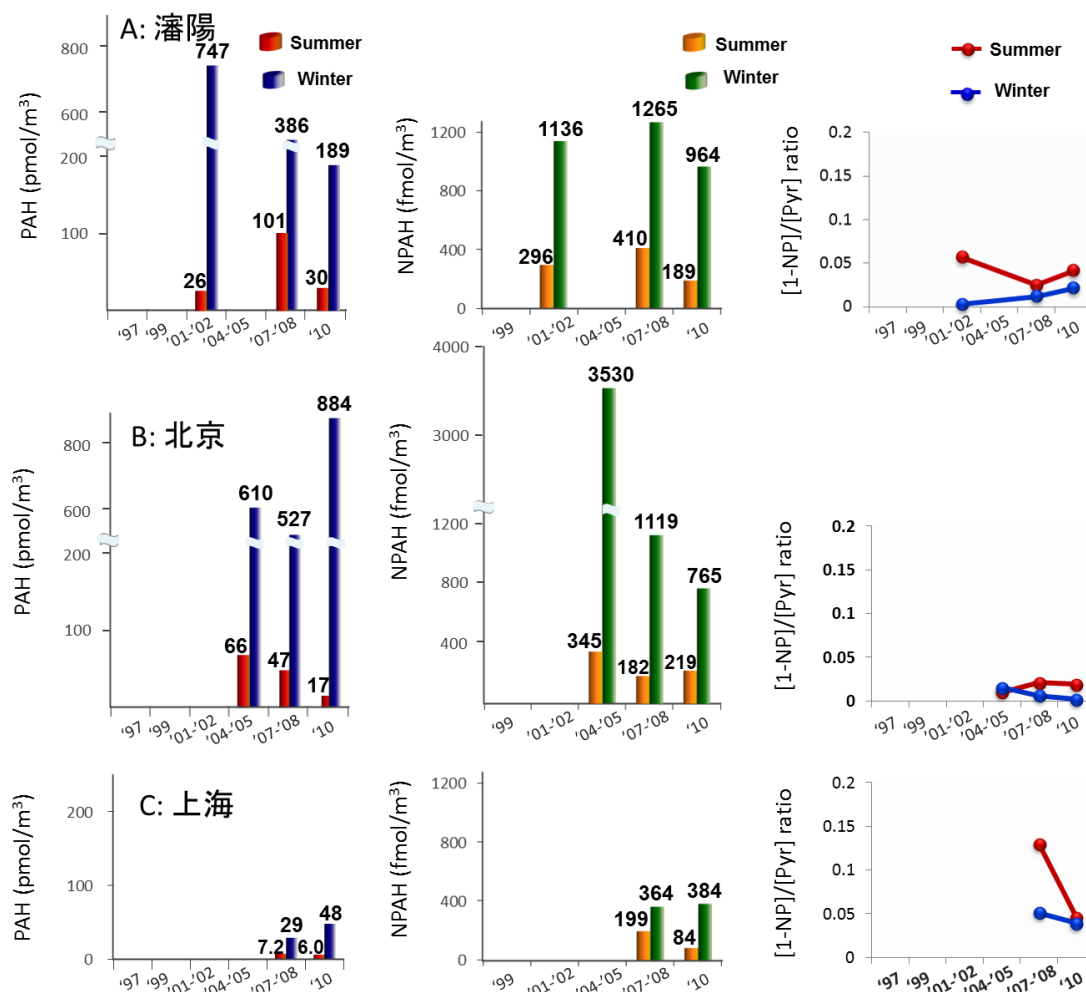 A: 瀋陽
Summer
Winter
PAH (pmol/m³)
800
600
200
100
747
386
189
101
26
30
'97 '99 '01-'02 '04-'05 '07-'08 '10
Summer
Winter
NPAH (fmol/m³)
1200
800
400
0
1136
1265
964
296
410
189
'99 '01-'02 '04-'05 '07-'08 '10
Summer
Winter
[1-NP]/[Pyr] ratio
0.2
0.15
0.1
0.05
0
'97 '99 '01-'02 '04-'05 '07-'08 '10
B: 北京
PAH (pmol/m³)
800
600
200
100
884
610
527
66
47
17
'97 '99 '01-'02 '04-'05 '07-'08 '10
NPAH (fmol/m³)
4000
3000
1200
800
400
3530
1119
765
345
182
219
'99 '01-'02 '04-'05 '07-'08 '10
[1-NP]/[Pyr] ratio
0.2
0.15
0.1
0.05
0
'97 '99 '01-'02 '04-'05 '07-'08 '10
C: 上海
PAH (pmol/m³)
200
100
0
29
48
7.2
6.0
'97 '99 '01-'02 '04-'05 '07-'08 '10
NPAH (fmol/m³)
1200
800
400
0
364
384
199
84
'99 '01-'02 '04-'05 '07-'08 '10
[1-NP]/[Pyr] ratio
0.2
0.15
0.1
0.05
0
'97 '99 '01-'02 '04-'05 '07-'08 '10